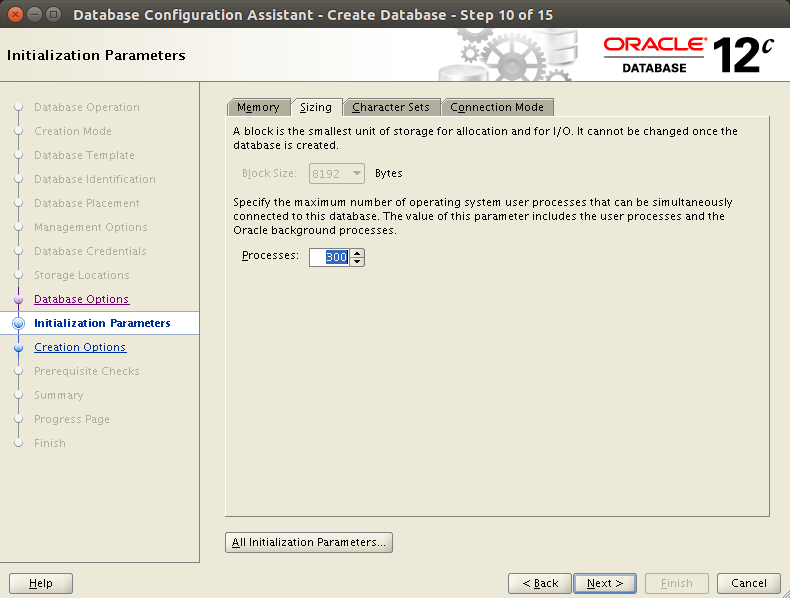 Database Configuration Assistant - Create Database - Step 10 of 15
Initialization Parameters
ORACLE®
DATABASE
12c
Database Operation
Creation Mode
Database Template
Database Identification
Database Placement
Management Options
Database Credentials
Storage Locations
Database Options
Initialization Parameters
Creation Options
Prerequisite Checks
Summary
Progress Page
Finish
Memory
Sizing
Character Sets
Connection Mode
A block is the smallest unit of storage for allocation and for I/O. It cannot be changed once the
database is created.
Block Size: 8192 Bytes
Specify the maximum number of operating system user processes that can be simultaneously
connected to this database. The value of this parameter includes the user processes and the
Oracle background processes.
Processes: 300
All Initialization Parameters...
Help
< Back
Next >
Finish
Cancel